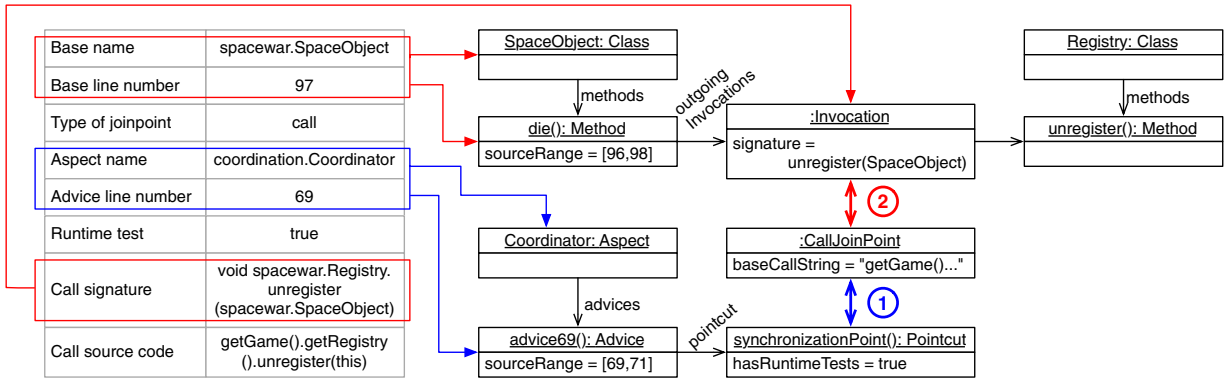 Base name
spacewar.SpaceObject
Base line number
97
Type of joinpoint
call
Aspect name
coordination.Coordinator
Advice line number
69
Runtime test
true
Call signature
void spacewar.Registry.
unregister
(spacewar.SpaceObject)
Call source code
getGame().getRegistry
().unregister(this)
SpaceObject: Class
methods
die(): Method
sourceRange = [96,98]
outgoing
Invocations
:Invocation
signature =
unregister(SpaceObject)
Registry: Class
methods
unregister(): Method
2
Coordinator: Aspect
advices
advice69(): Advice
sourceRange = [69,71]
pointcut
:CallJoinPoint
baseCallString = "getGame()..."
1
synchronizationPoint(): Pointcut
hasRuntimeTests = true